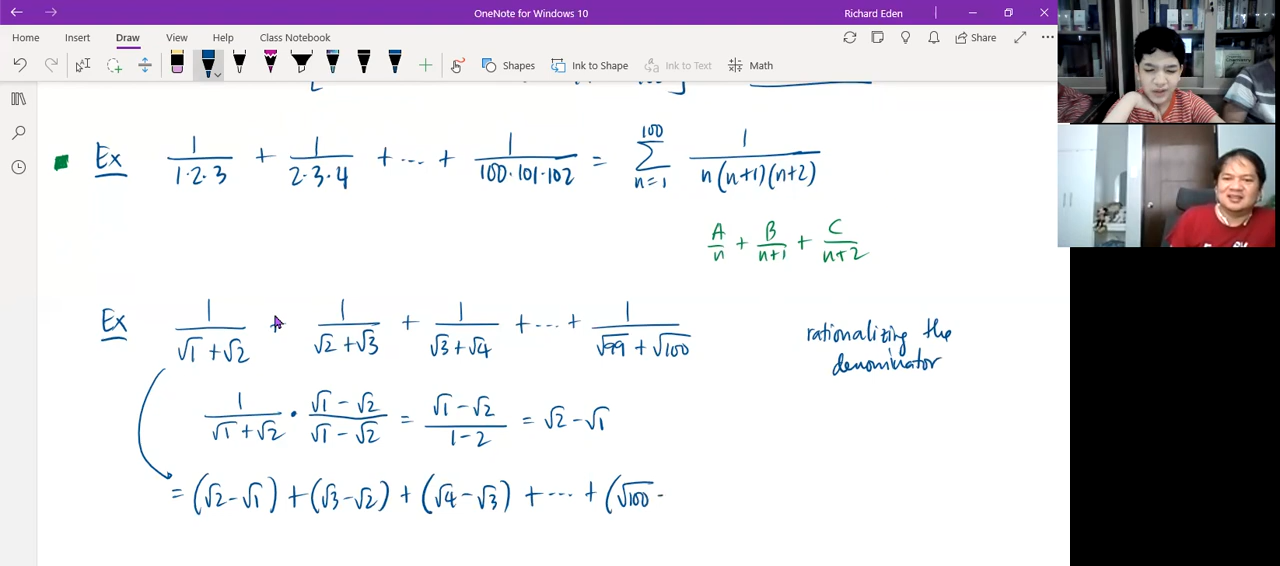 OneNote for Windows 10
Richard Eden
Home Insert Draw View Help Class Notebook
Share
Shapes Ink to Shape Ink to Text Math
Ex 1/(1·2·3) + 1/(2·3·4) + ... + 1/(100·101·102) = ∑_{n=1}^{100} 1/(n(n+1)(n+2))
A/n + B/(n+1) + C/(n+2)
Ex 1/(√1+√2) + 1/(√2+√3) + 1/(√3+√4) + ... + 1/(√99+√100)
rationalizing the
denominator
1/(√1+√2) · (√1-√2)/(√1-√2) = (√1-√2)/(1-2) = √2-√1
= (√2-√1) + (√3-√2) + (√4-√3) + ... + (√100 -